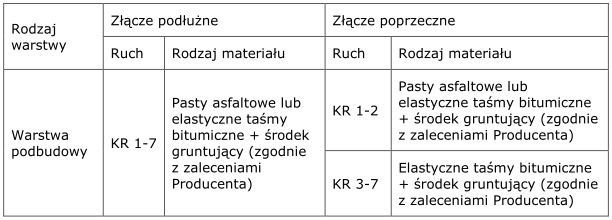 Rodzaj
warstwy
Złącze podłużne
Złącze poprzeczne
Ruch
Rodzaj materiału
Ruch
Rodzaj materiału
Warstwa
podbudowy
KR 1-7
Pasty asfaltowe lub
elastyczne taśmy
bitumiczne + środek
gruntujący (zgodnie
z zaleceniami
Producenta)
KR 1-2
Pasty asfaltowe lub
elastyczne taśmy bitumiczne
+ środek gruntujący (zgodnie
z zaleceniami Producenta)
KR 3-7
Elastyczne taśmy bitumiczne
+ środek gruntujący (zgodnie
z zaleceniami Producenta)